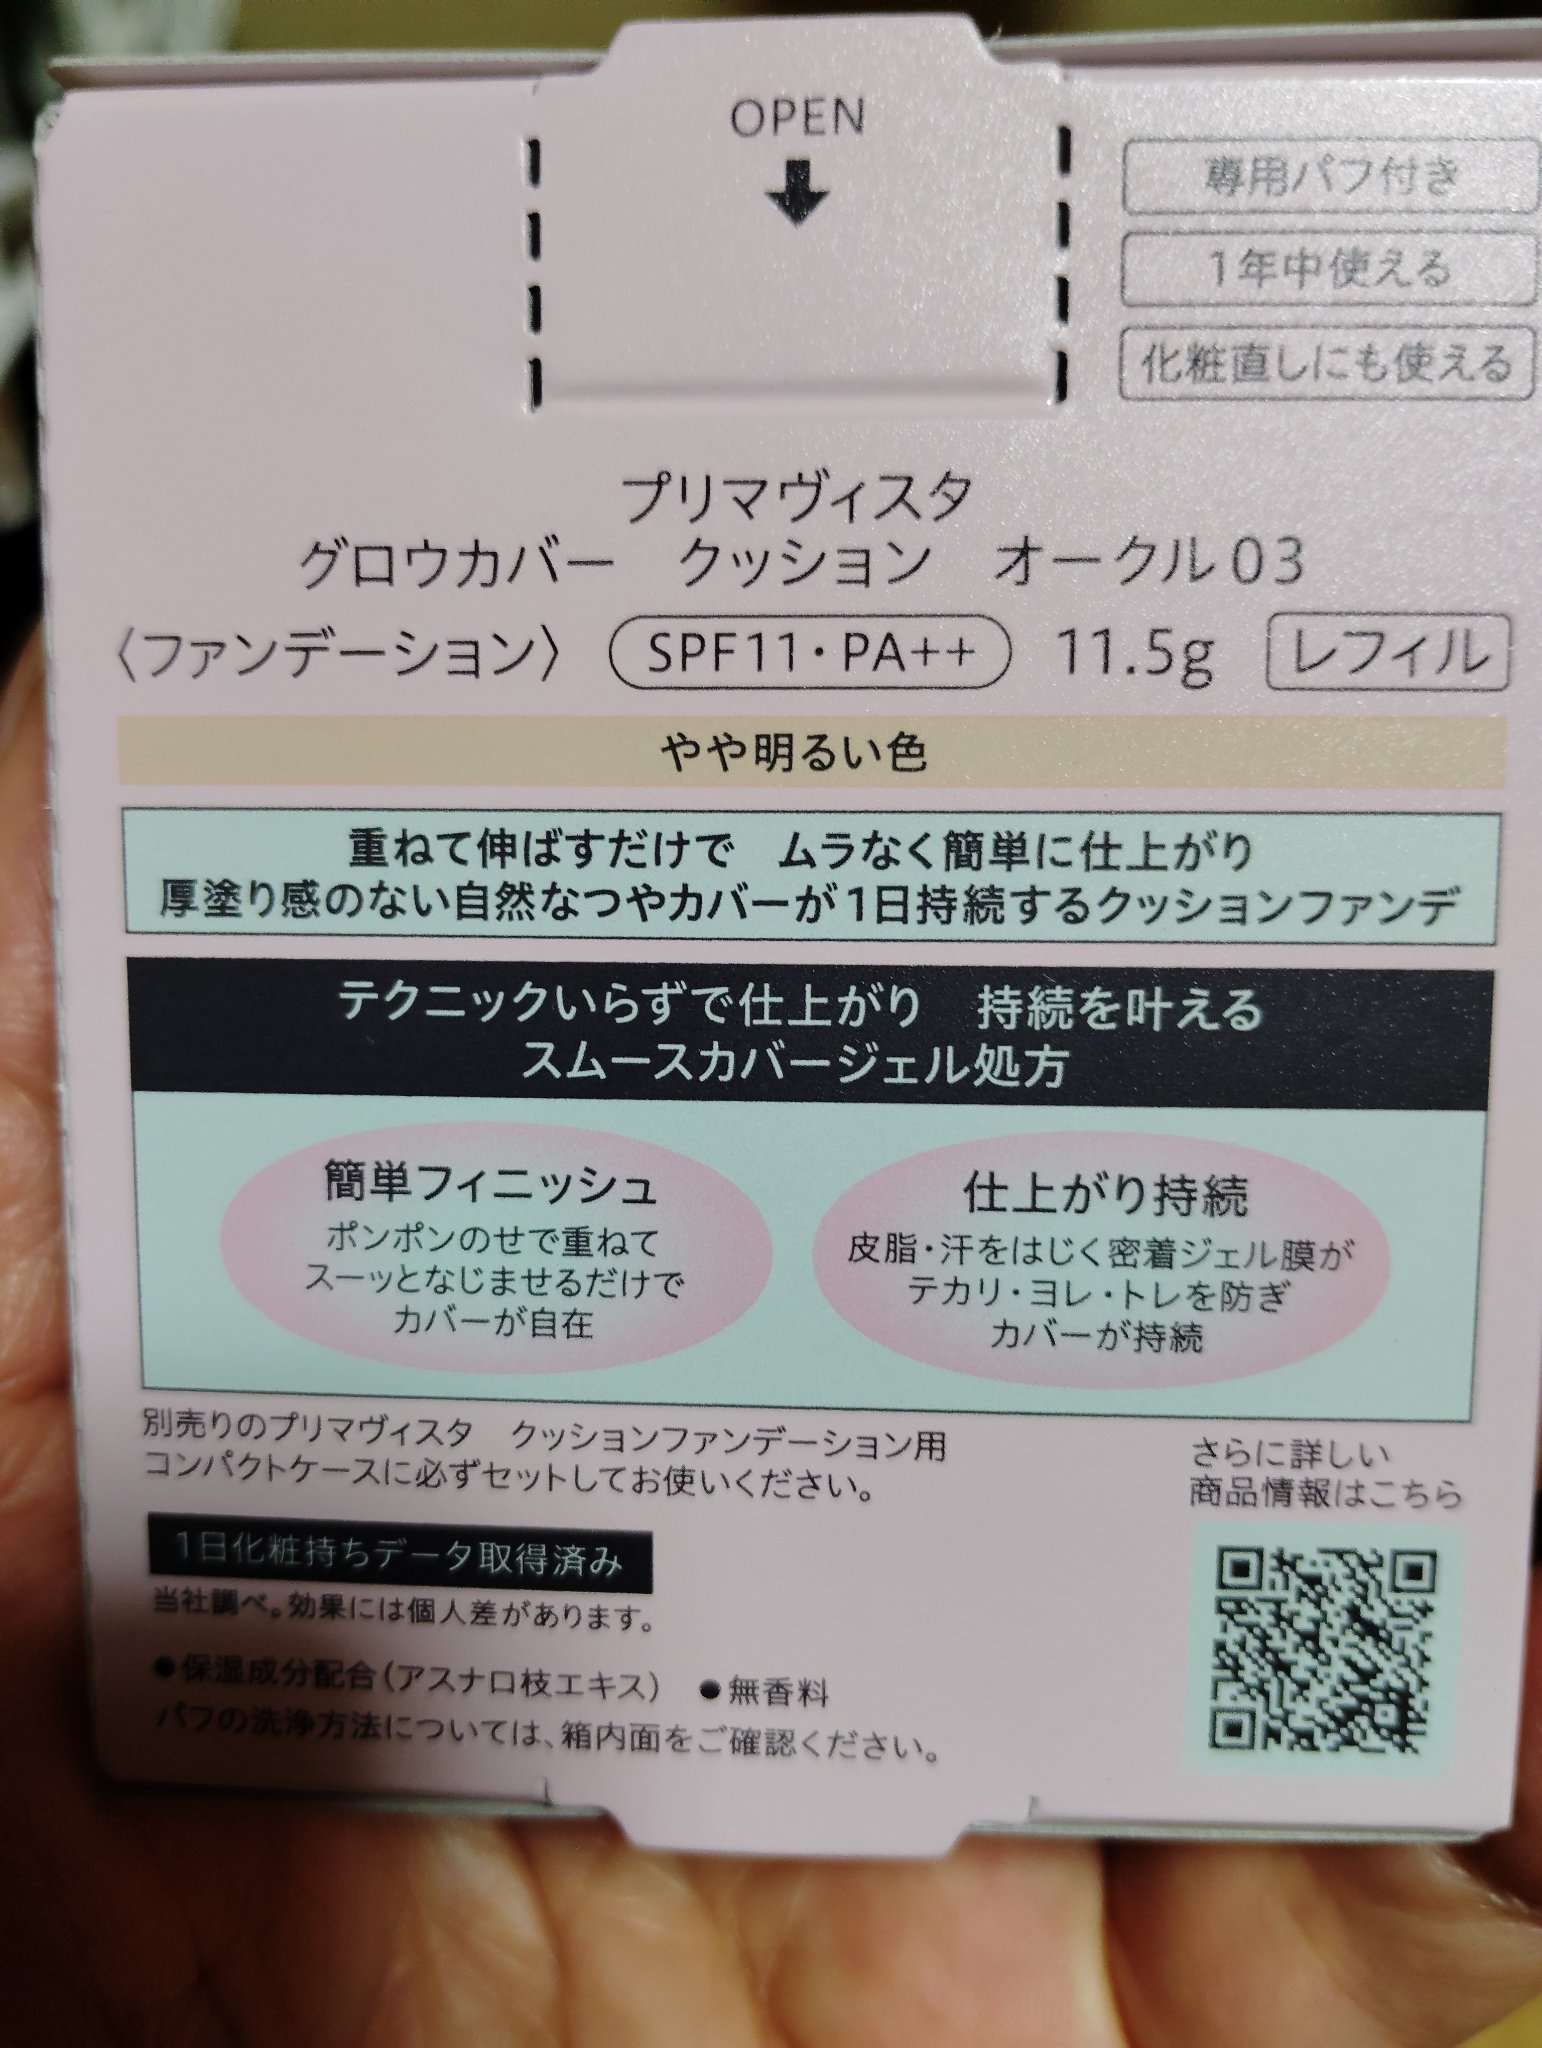 OPEN
専用パフ付き
1年中使える
化粧直しにも使える
プリマヴィスタ
グロウカバー　クッション　オークル03
〈ファンデーション〉 SPF11・PA++ 11.5g レフィル
やや明るい色
重ねて伸ばすだけで　ムラなく簡単に仕上がり
厚塗り感のない自然なつやカバーが1日持続するクッションファンデ
テクニックいらずで仕上がり　持続を叶える
スムースカバージェル処方
簡単フィニッシュ
ポンポンのせで重ねて
スーッとなじませるだけで
カバーが自在
仕上がり持続
皮脂・汗をはじく密着ジェル膜が
テカリ・ヨレ・トレを防ぎ
カバーが持続
別売りのプリマヴィスタ　クッションファンデーション用
コンパクトケースに必ずセットしてお使いください。
さらに詳しい
商品情報はこちら
1日化粧持ちデータ取得済み
当社調べ。効果には個人差があります。
●保湿成分配合(アスナロ枝エキス)　●無香料
パフの洗浄方法については、箱内面をご確認ください。